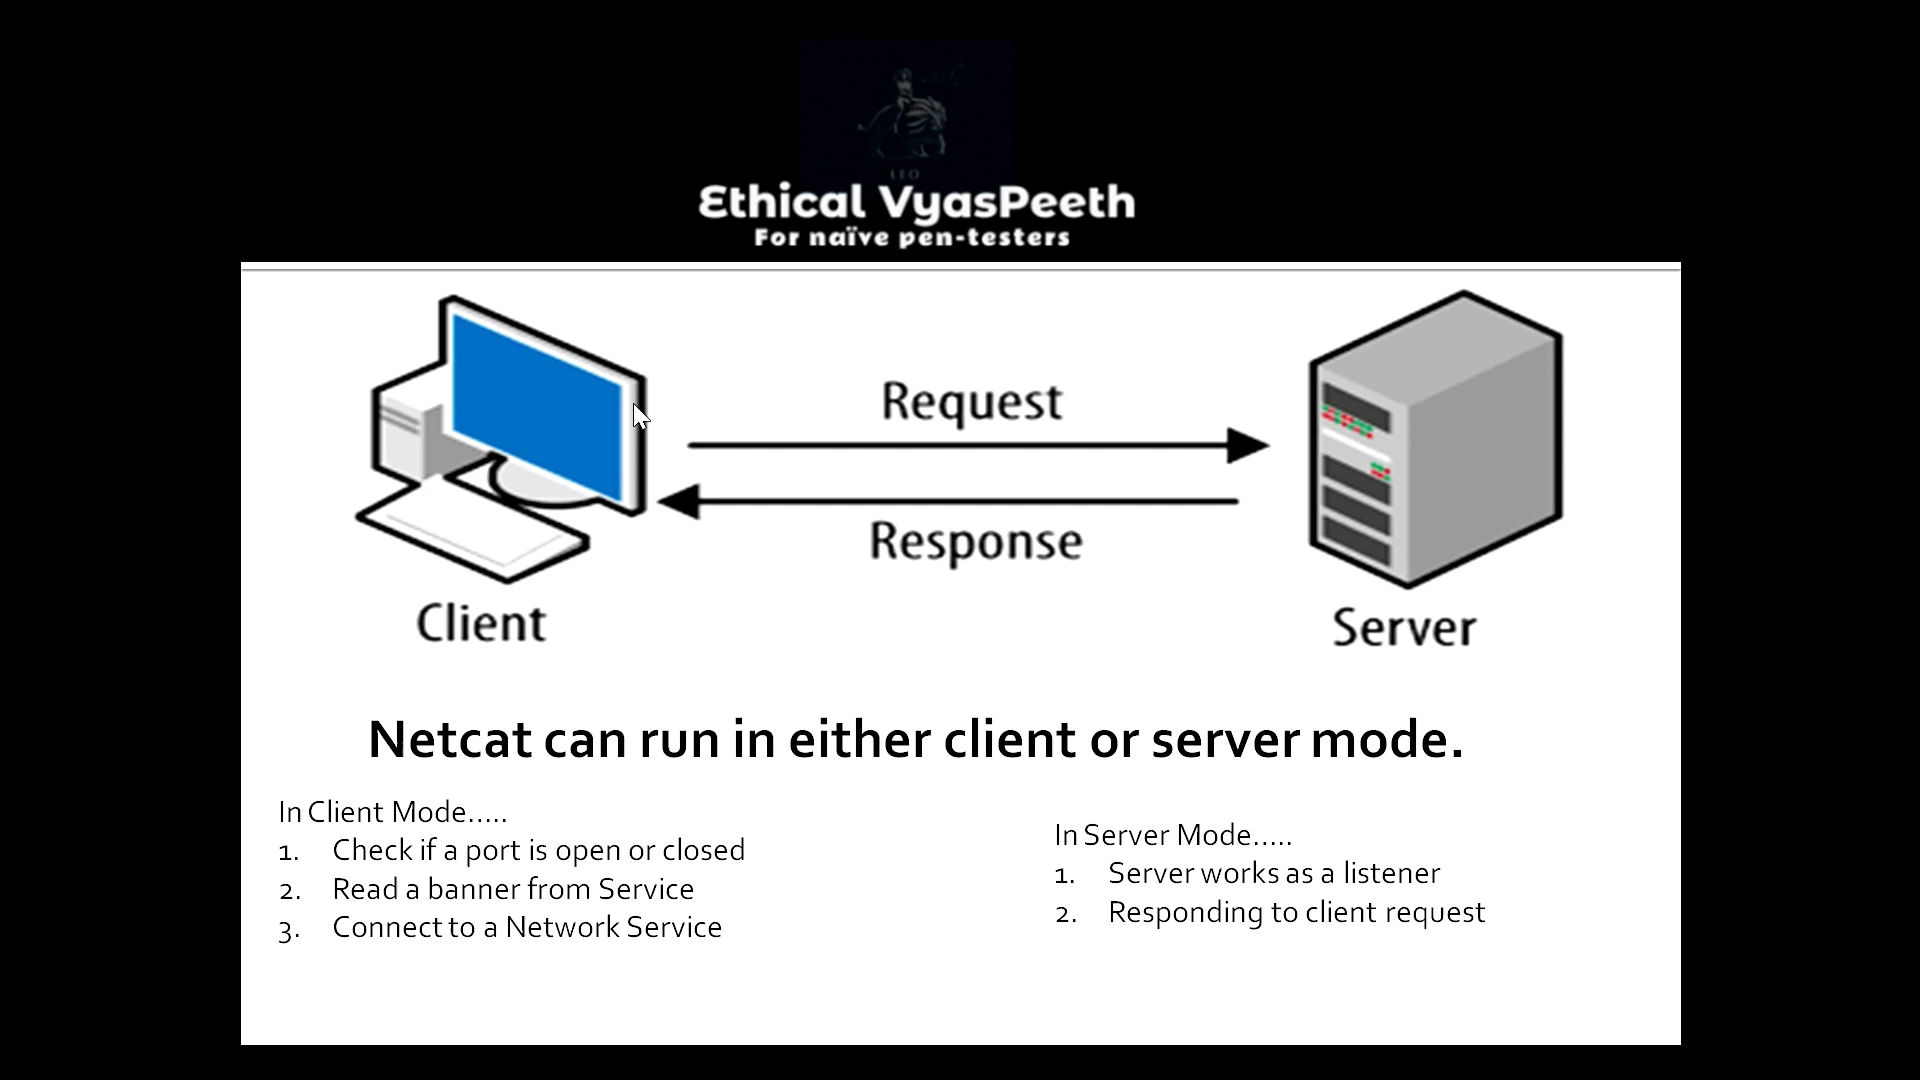 LEO
Ethical VyasPeeth
For naïve pen-testers
Request
Response
Client
Server
Netcat can run in either client or server mode.
In Client Mode.....
1. Check if a port is open or closed
2. Read a banner from Service
3. Connect to a Network Service
In Server Mode.....
1. Server works as a listener
2. Responding to client request